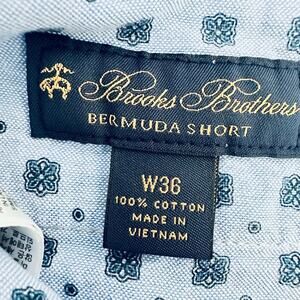 Brooks Brothers
BERMUDA SHORT
W36
100% COTTON
MADE IN
VIETNAM